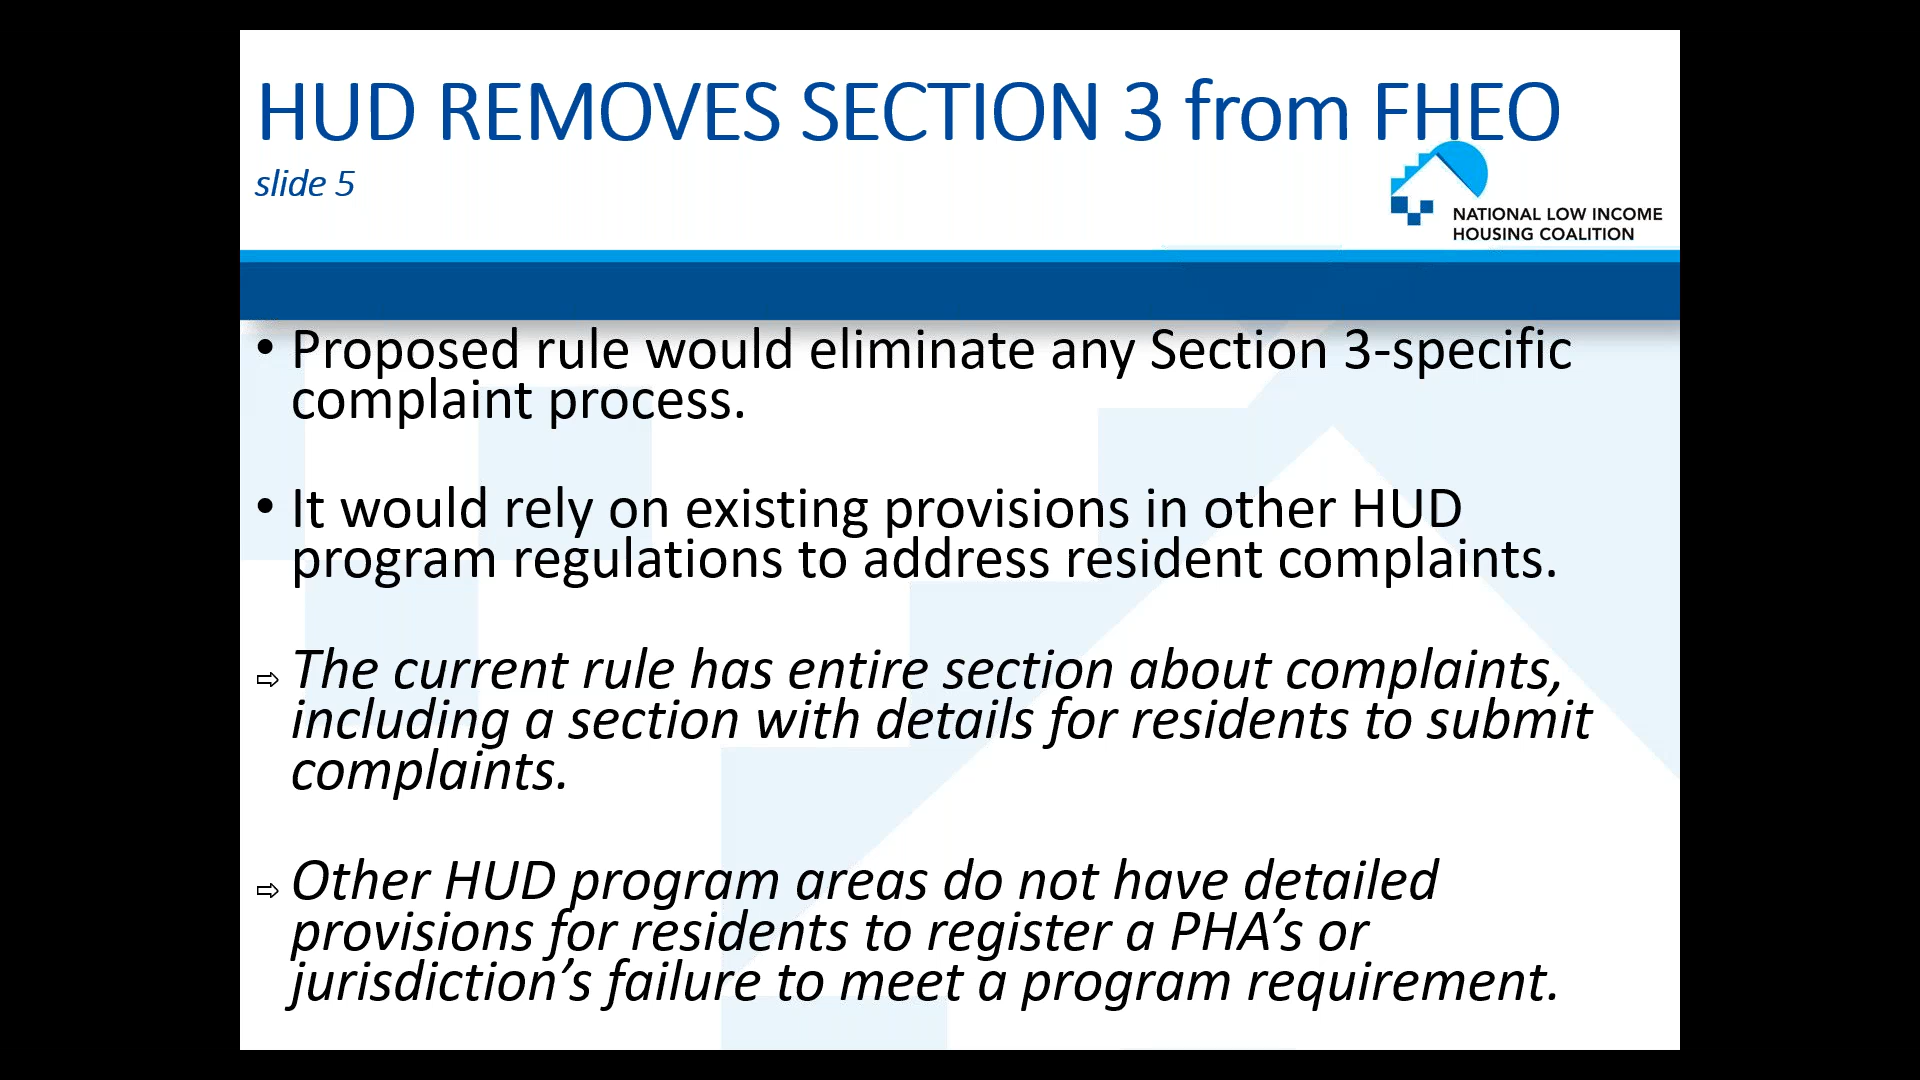 HUD REMOVES SECTION 3 from FHEO
slide 5
NATIONAL LOW INCOME
HOUSING COALITION
• Proposed rule would eliminate any Section 3-specific
complaint process.
• It would rely on existing provisions in other HUD
program regulations to address resident complaints.
⇨ The current rule has entire section about complaints,
including a section with details for residents to submit
complaints.
⇨ Other HUD program areas do not have detailed
provisions for residents to register a PHA’s or
jurisdiction’s failure to meet a program requirement.